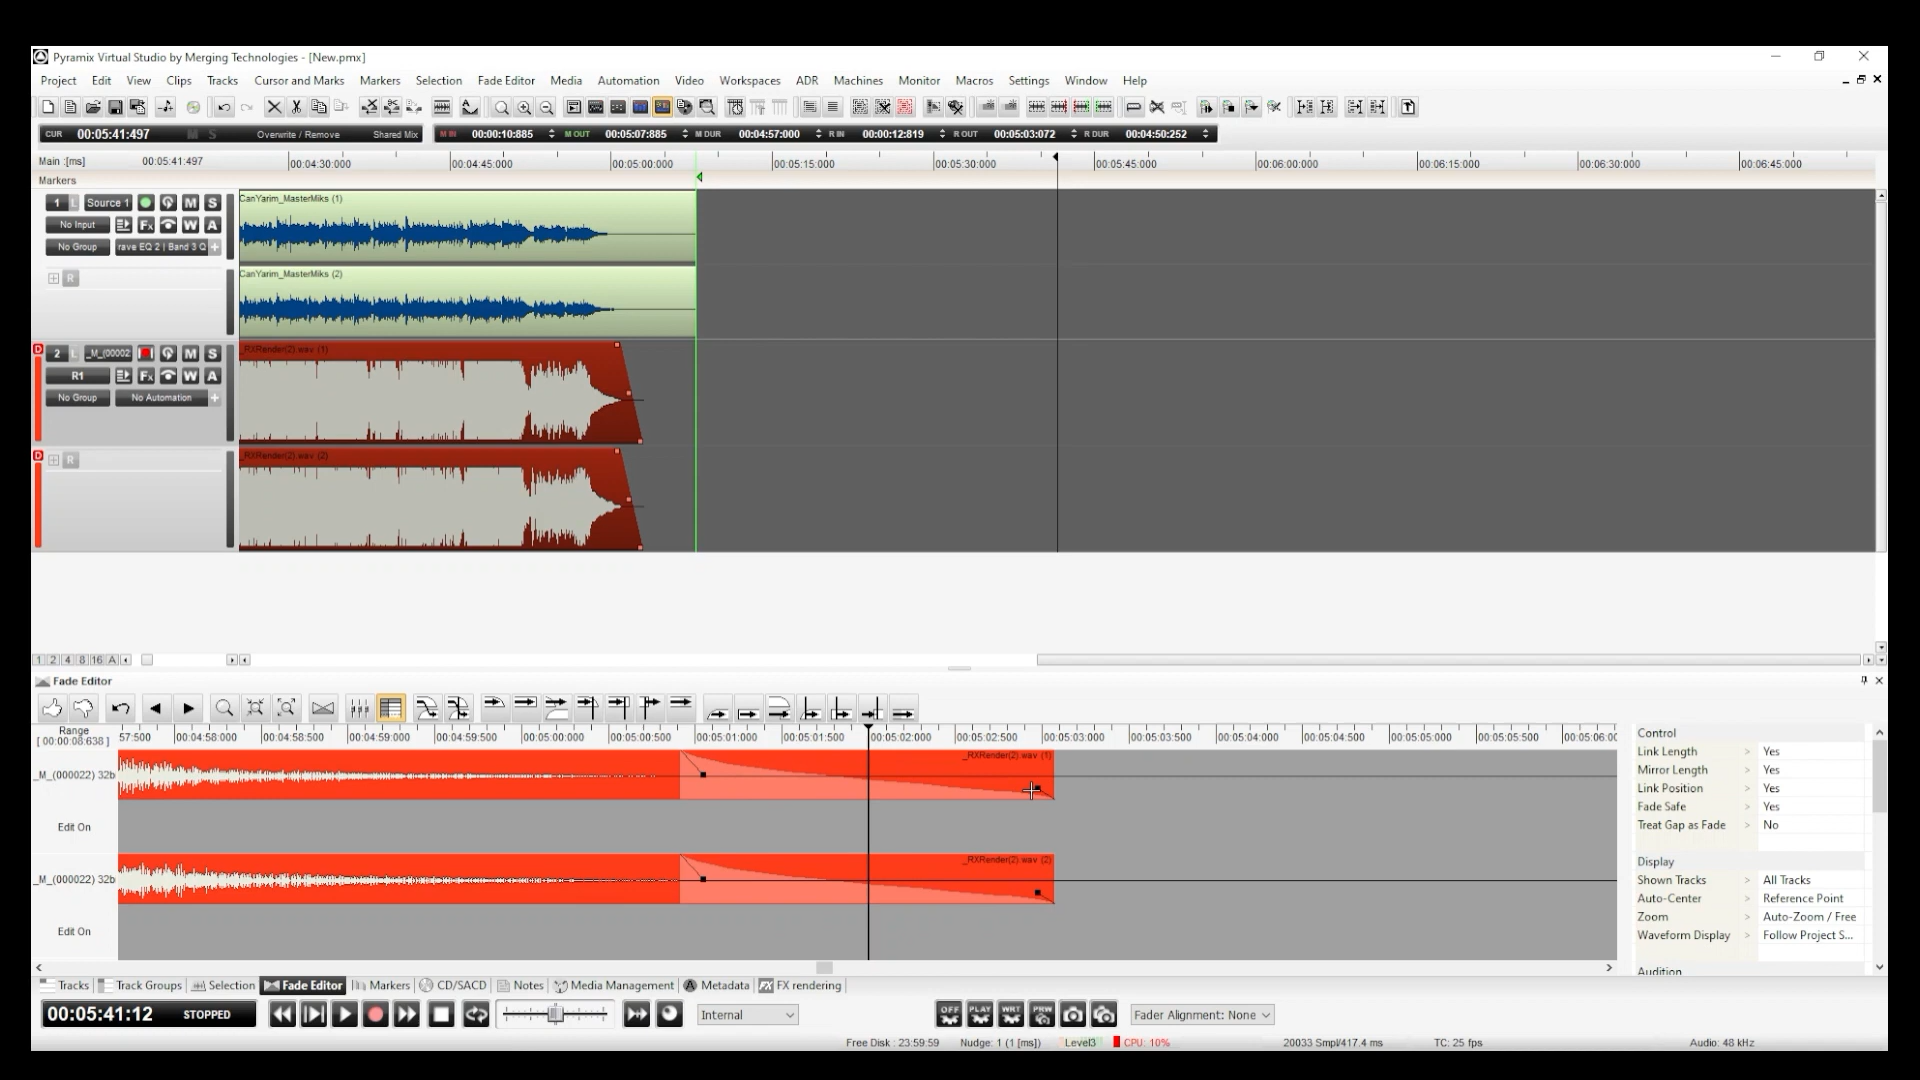 Pyramix Virtual Studio by Merging Technologies - [New.pmx]
Project Edit View Clips Tracks Cursor and Marks Markers Selection Fade Editor Media Automation Video Workspaces ADR Machines Monitor Macros Settings Window Help
CUR 00:05:41:497 M S Overwrite / Remove Shared Mix M IN 00:00:10:885 M OUT 00:05:07:885 M DUR 00:04:57:000 R IN 00:00:12:819 R OUT 00:05:03:072 R DUR 00:04:50:252
Main :[ms] 00:05:41:497 00:04:30:000 00:04:45:000 00:05:00:000 00:05:15:000 00:05:30:000 00:05:45:000 00:06:00:000 00:06:15:000 00:06:30:000 00:06:45:000
Markers
1 L Source 1 M S CanYarim_MasterMiks (1)
No Input Fx W A
No Group rave EQ 2 | Band 3 Q +
R CanYarim_MasterMiks (2)
D 2 L _M_(00002 M S _RXRender(2).wav (1)
R1 Fx W A
No Group No Automation +
D R _RXRender(2).wav (2)
1 2 4 8 16 A
Fade Editor
Range
[ 00:00:08:638 ] 57:500 00:04:58:000 00:04:58:500 00:04:59:000 00:04:59:500 00:05:00:000 00:05:00:500 00:05:01:000 00:05:01:500 00:05:02:000 00:05:02:500 00:05:03:000 00:05:03:500 00:05:04:000 00:05:04:500 00:05:05:000 00:05:05:500 00:05:06:00
_M_(000022) 32b _RXRender(2).wav (1)
Edit On
_M_(000022) 32b _RXRender(2).wav (2)
Edit On
Control
Link Length > Yes
Mirror Length > Yes
Link Position > Yes
Fade Safe > Yes
Treat Gap as Fade > No
Display
Shown Tracks > All Tracks
Auto-Center > Reference Point
Zoom > Auto-Zoom / Free
Waveform Display > Follow Project S...
Audition
Tracks Track Groups Selection Fade Editor Markers CD/SACD Notes Media Management Metadata FX rendering
00:05:41:12 STOPPED Internal OFF PLAY WRT PRW Fader Alignment: None
Free Disk : 23:59:59 Nudge: 1 (1 [ms]) Level3 CPU: 10% 20033 Smpl/417.4 ms TC: 25 fps Audio: 48 kHz